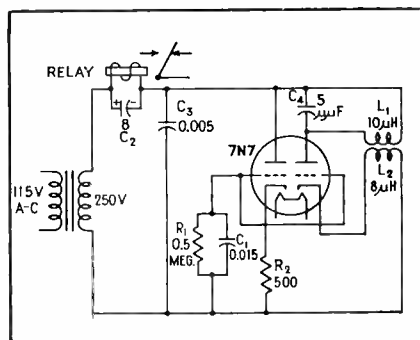 RELAY
+ -
8
C2
C3
0.005
C4
5
μμF
L1
10μH
L2
8μH
7N7
115V
A-C
250V
R1
0.5
MEG.
C1
0.015
R2
500